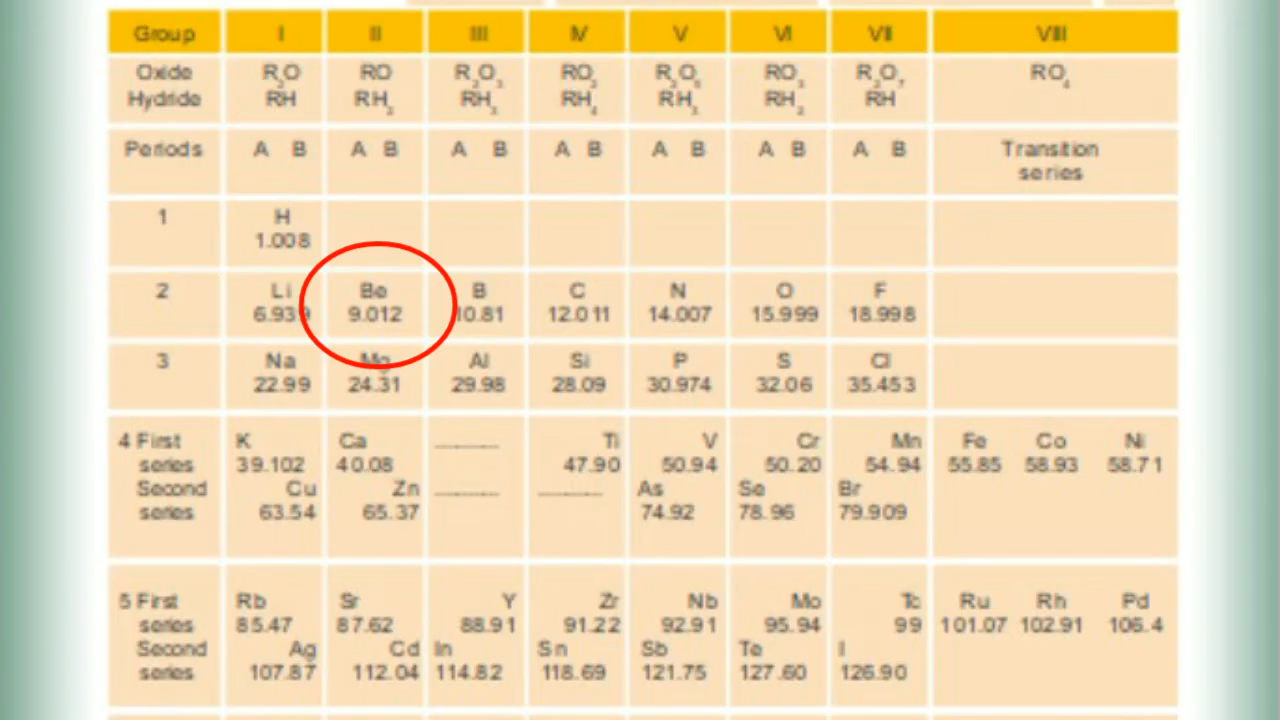 Group I II III IV V VI VII VIII
Oxide R2O RO R2O3 RO2 R2O5 RO3 R2O7 RO4
Hydride RH RH2 RH3 RH4 RH3 RH2 RH
Periods A B A B A B A B A B A B A B Transition
series
1 H
1.008
2 Li Be B C N O F
6.939 9.012 10.81 12.011 14.007 15.999 18.998
3 Na Mg Al Si P S Cl
22.99 24.31 29.98 28.09 30.974 32.06 35.453
4 First K Ca ............ Ti V Cr Mn Fe Co Ni
series 39.102 40.08 47.90 50.94 50.20 54.94 55.85 58.93 58.71
Second Cu Zn ............ ............ As Se Br
series 63.54 65.37 74.92 78.96 79.909
5 First Rb Sr Y Zr Nb Mo Tc Ru Rh Pd
series 85.47 87.62 88.91 91.22 92.91 95.94 99 101.07 102.91 106.4
Second Ag Cd In Sn Sb Te I
series 107.87 112.04 114.82 118.69 121.75 127.60 126.90